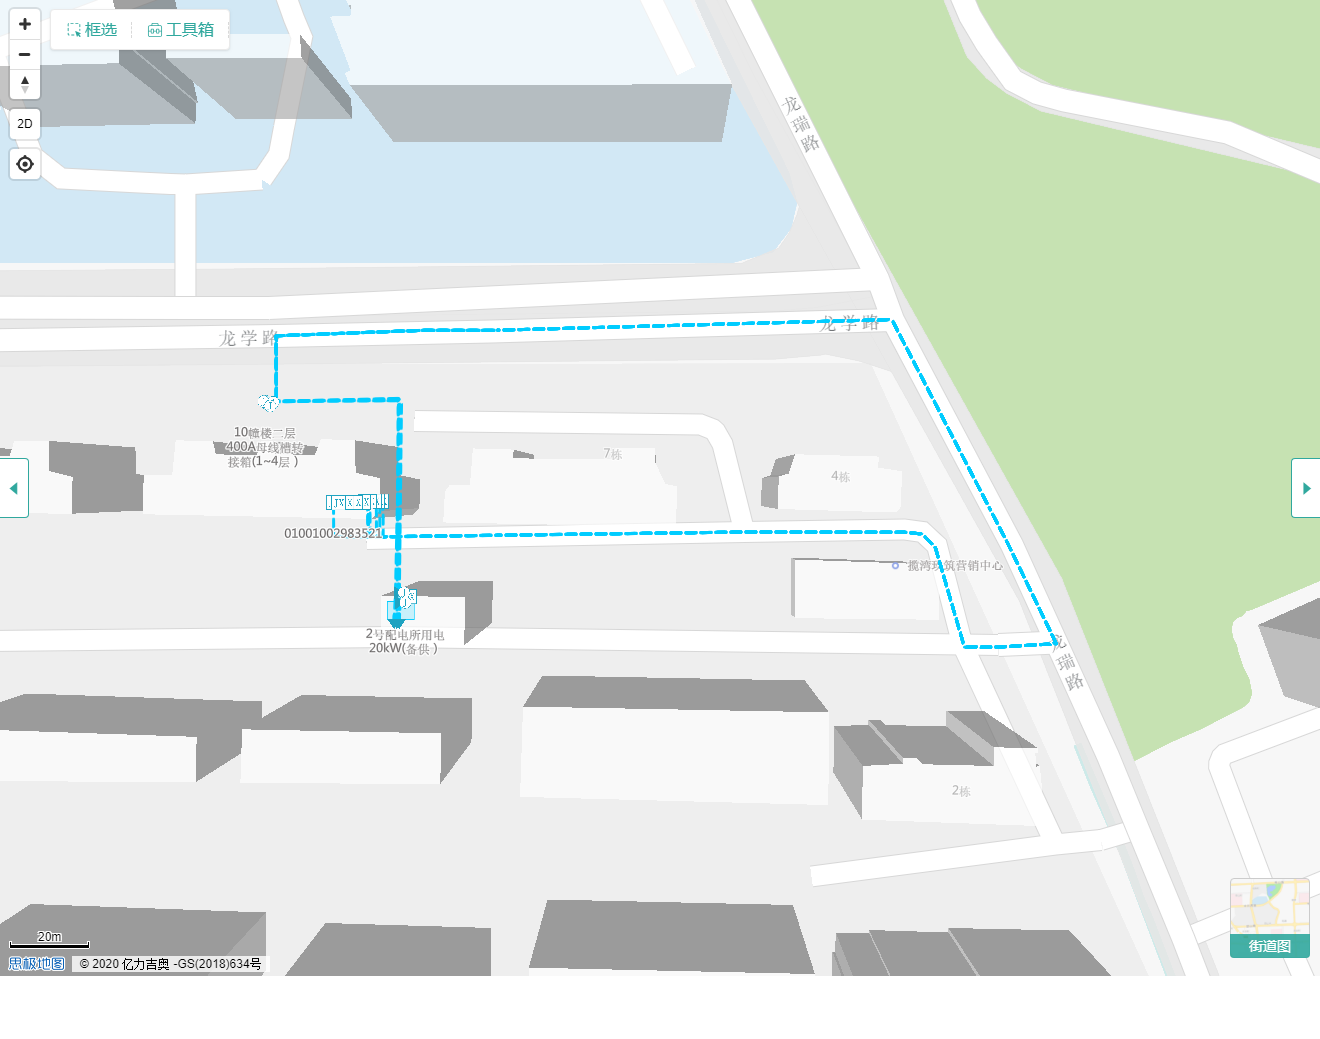 框选
工具箱
2D
龙瑞路
龙学路
龙学路
10幢楼二层
400A母线槽转
接箱(1~4层 )
7栋
4栋
01001002983521
揽湾玖筑营销中心
2号配电所用电
20kW(备供 )
龙瑞路
2栋
20m
思极地图
© 2020 亿力吉奥 -GS(2018)634号
街道图